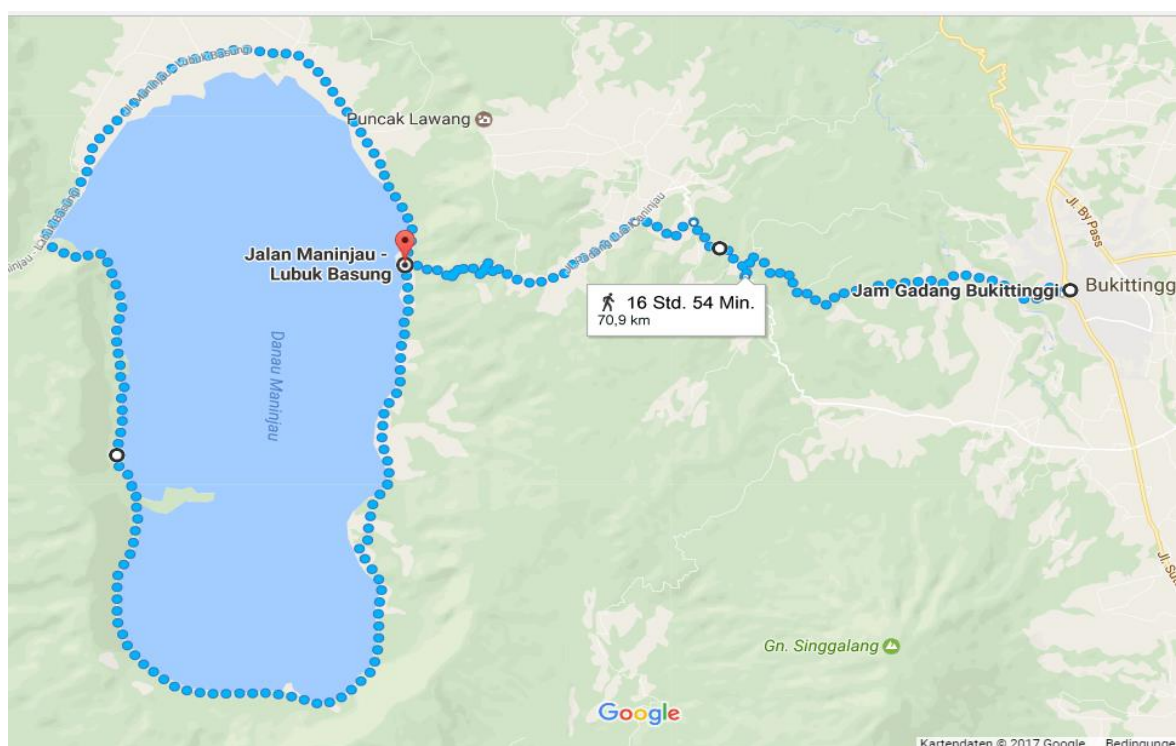 Puncak Lawang
Jl. By Pass
Jalan Maninjau -
Lubuk Basung
Jam Gadang Bukittinggi
Bukittingg
16 Std. 54 Min.
70,9 km
Danau Maninjau
Gn. Singgalang
Google
Kartendaten © 2017 Google
Bedingunge